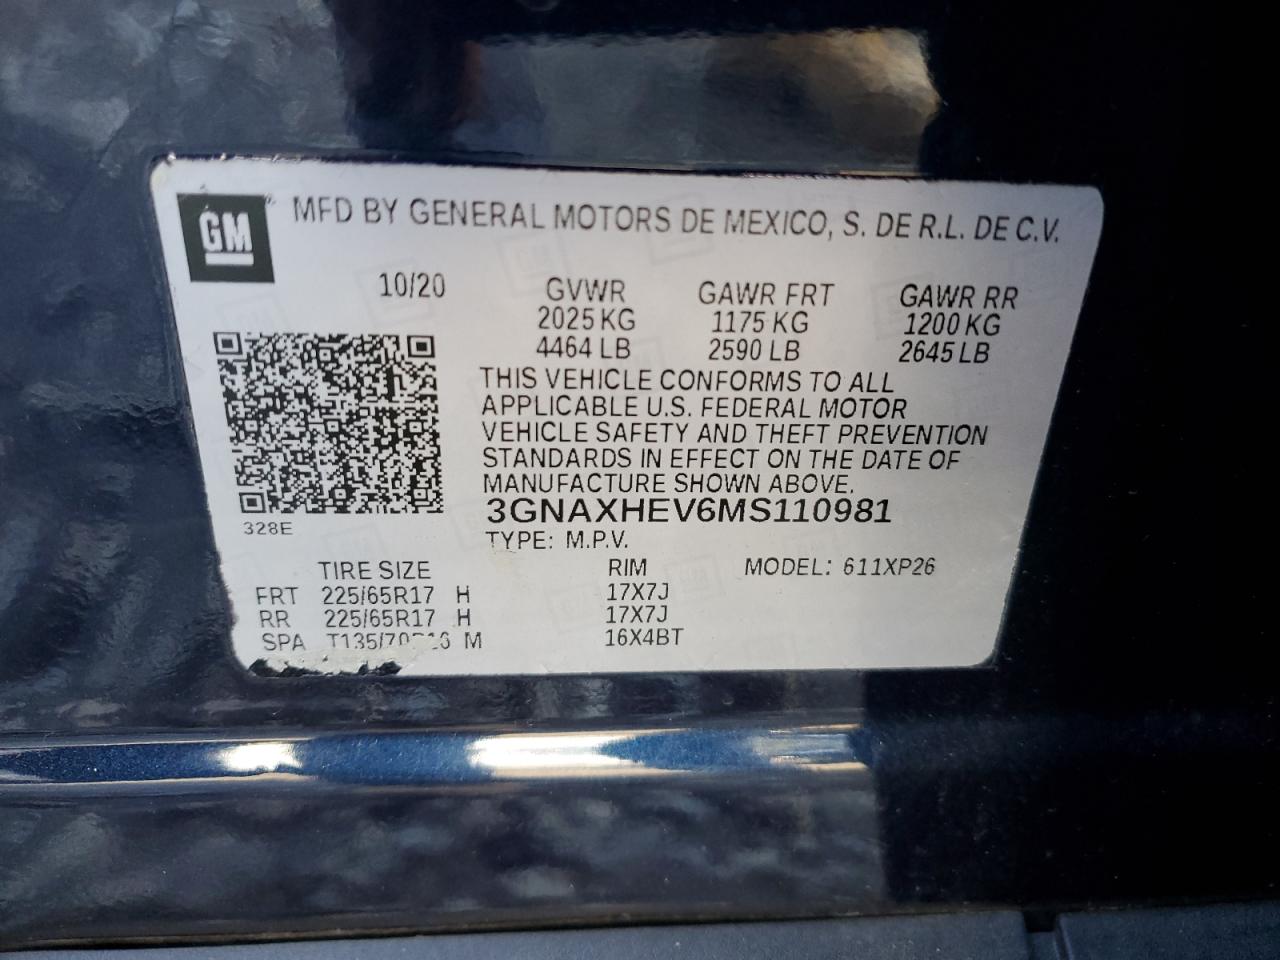 GM
MFD BY GENERAL MOTORS DE MEXICO, S. DE R.L. DE C.V.
10/20 GVWR GAWR FRT GAWR RR
2025 KG 1175 KG 1200 KG
4464 LB 2590 LB 2645 LB
THIS VEHICLE CONFORMS TO ALL
APPLICABLE U.S. FEDERAL MOTOR
VEHICLE SAFETY AND THEFT PREVENTION
STANDARDS IN EFFECT ON THE DATE OF
MANUFACTURE SHOWN ABOVE.
3GNAXHEV6MS110981
328E
TYPE: M.P.V.
TIRE SIZE RIM MODEL: 611XP26
FRT 225/65R17 H 17X7J
RR 225/65R17 H 17X7J
SPA M 16X4BT